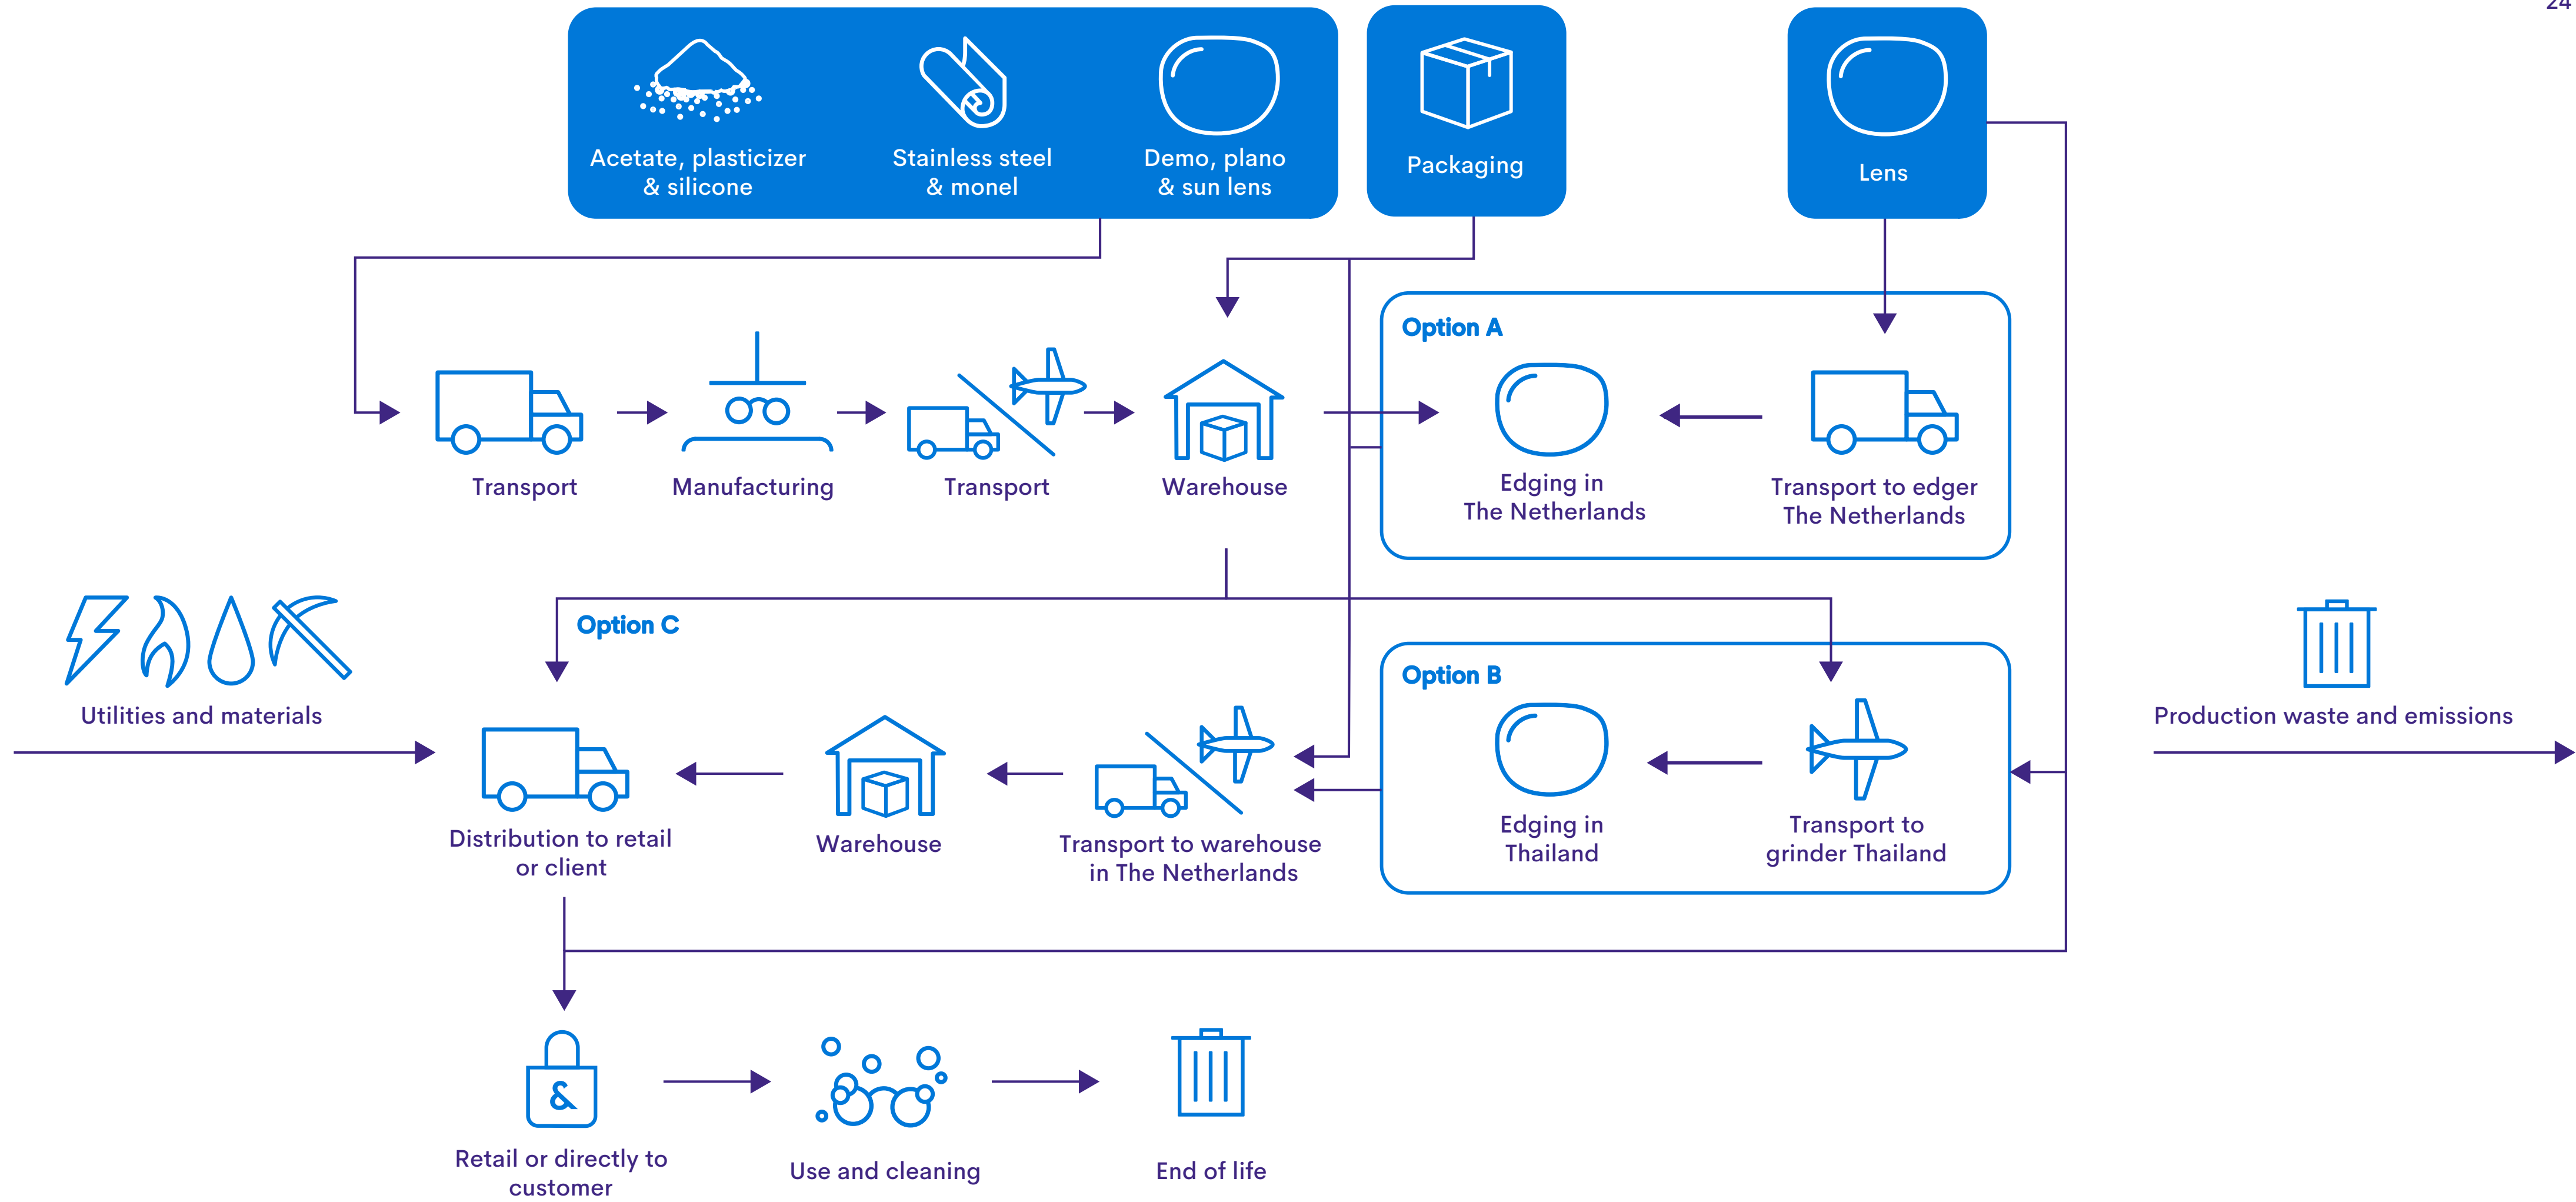 24
Acetate, plasticizer
& silicone
Stainless steel
& monel
Demo, plano
& sun lens
Packaging
Lens
Option A
Transport
Manufacturing
Transport
Warehouse
Edging in
The Netherlands
Transport to edger
The Netherlands
Option C
Option B
Utilities and materials
Production waste and emissions
Distribution to retail
or client
Warehouse
Transport to warehouse
in The Netherlands
Edging in
Thailand
Transport to
grinder Thailand
&
Retail or directly to
customer
Use and cleaning
End of life